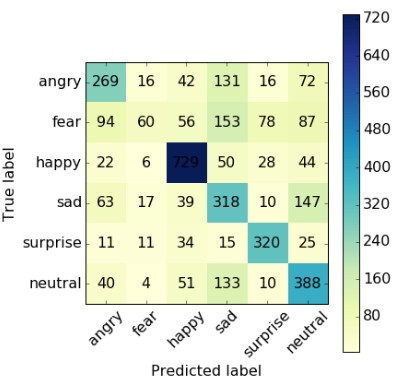 angry 269 16 42 131 16 72
fear 94 60 56 153 78 87
happy 22 6 729 50 28 44
sad 63 17 39 318 10 147
surprise 11 11 34 15 320 25
neutral 40 4 51 133 10 388
angry fear happy sad surprise neutral
Predicted label
True label
720
640
560
480
400
320
240
160
80